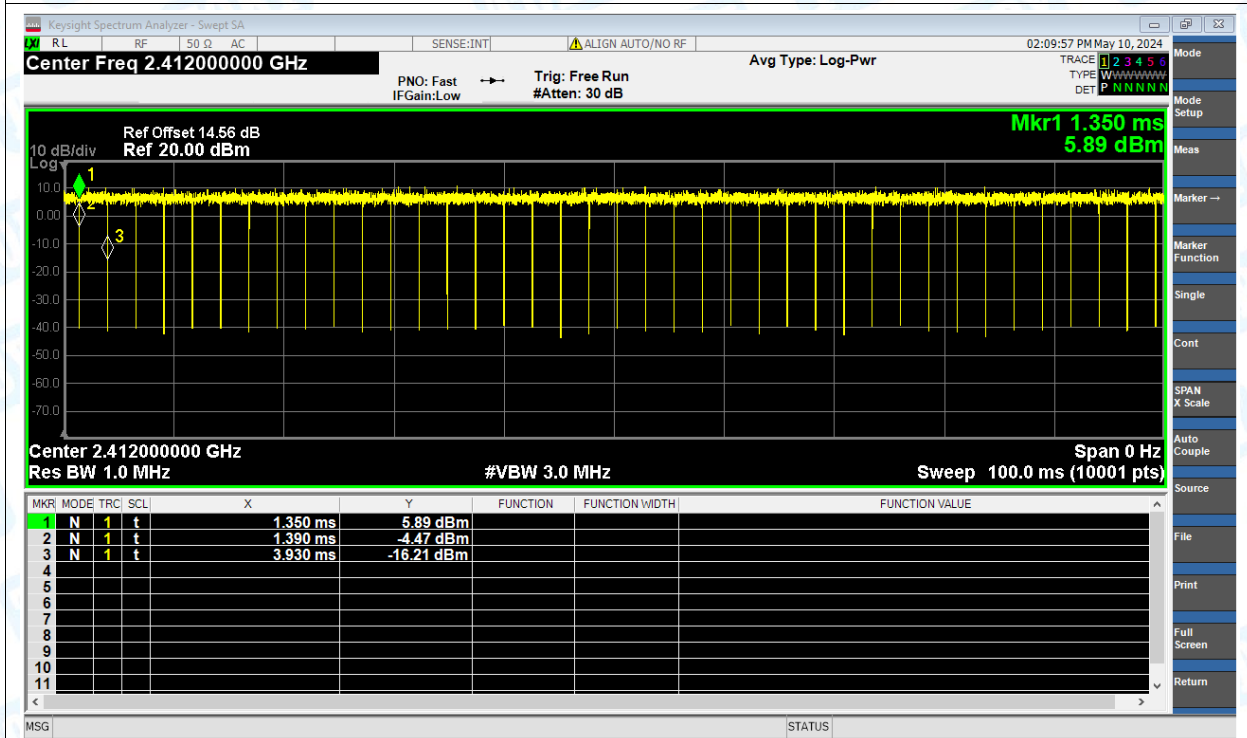 Keysight Spectrum Analyzer - Swept SA
LXI RL RF 50 Ω AC SENSE:INT ALIGN AUTO/NO RF 02:09:57 PM May 10, 2024
Center Freq 2.412000000 GHz
Avg Type: Log-Pwr
TRACE 1 2 3 4 5 6
TYPE W
DET P N N N N N
PNO: Fast
IFGain:Low
Trig: Free Run
#Atten: 30 dB
Mkr1 1.350 ms
5.89 dBm
Ref Offset 14.56 dB
10 dB/div Ref 20.00 dBm
Log
1
2
3
10.0
0.00
-10.0
-20.0
-30.0
-40.0
-50.0
-60.0
-70.0
Center 2.412000000 GHz Span 0 Hz
Res BW 1.0 MHz #VBW 3.0 MHz Sweep 100.0 ms (10001 pts)
MKR MODE TRC SCL X Y FUNCTION FUNCTION WIDTH FUNCTION VALUE
1 N 1 t 1.350 ms 5.89 dBm
2 N 1 t 1.390 ms -4.47 dBm
3 N 1 t 3.930 ms -16.21 dBm
4
5
6
7
8
9
10
11
MSG STATUS
Mode
Mode
Setup
Meas
Marker →
Marker
Function
Single
Cont
SPAN
X Scale
Auto
Couple
Source
File
Print
Full
Screen
Return